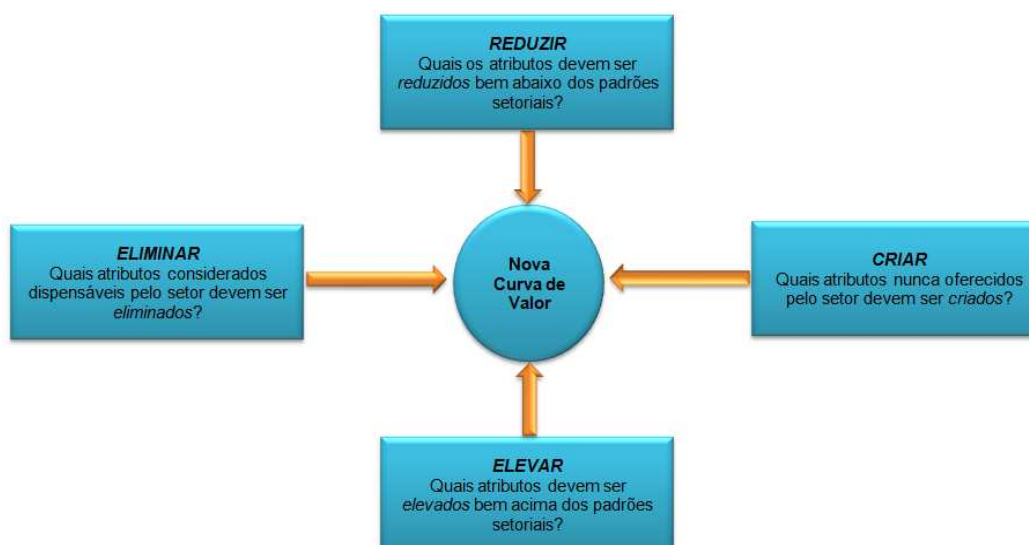 REDUZIR
Quais os atributos devem ser
reduzidos bem abaixo dos padrões
setoriais?
ELIMINAR
Quais atributos considerados
dispensáveis pelo setor devem ser
eliminados?
Nova
Curva de
Valor
CRIAR
Quais atributos nunca oferecidos
pelo setor devem ser criados?
ELEVAR
Quais atributos devem ser
elevados bem acima dos padrões
setoriais?